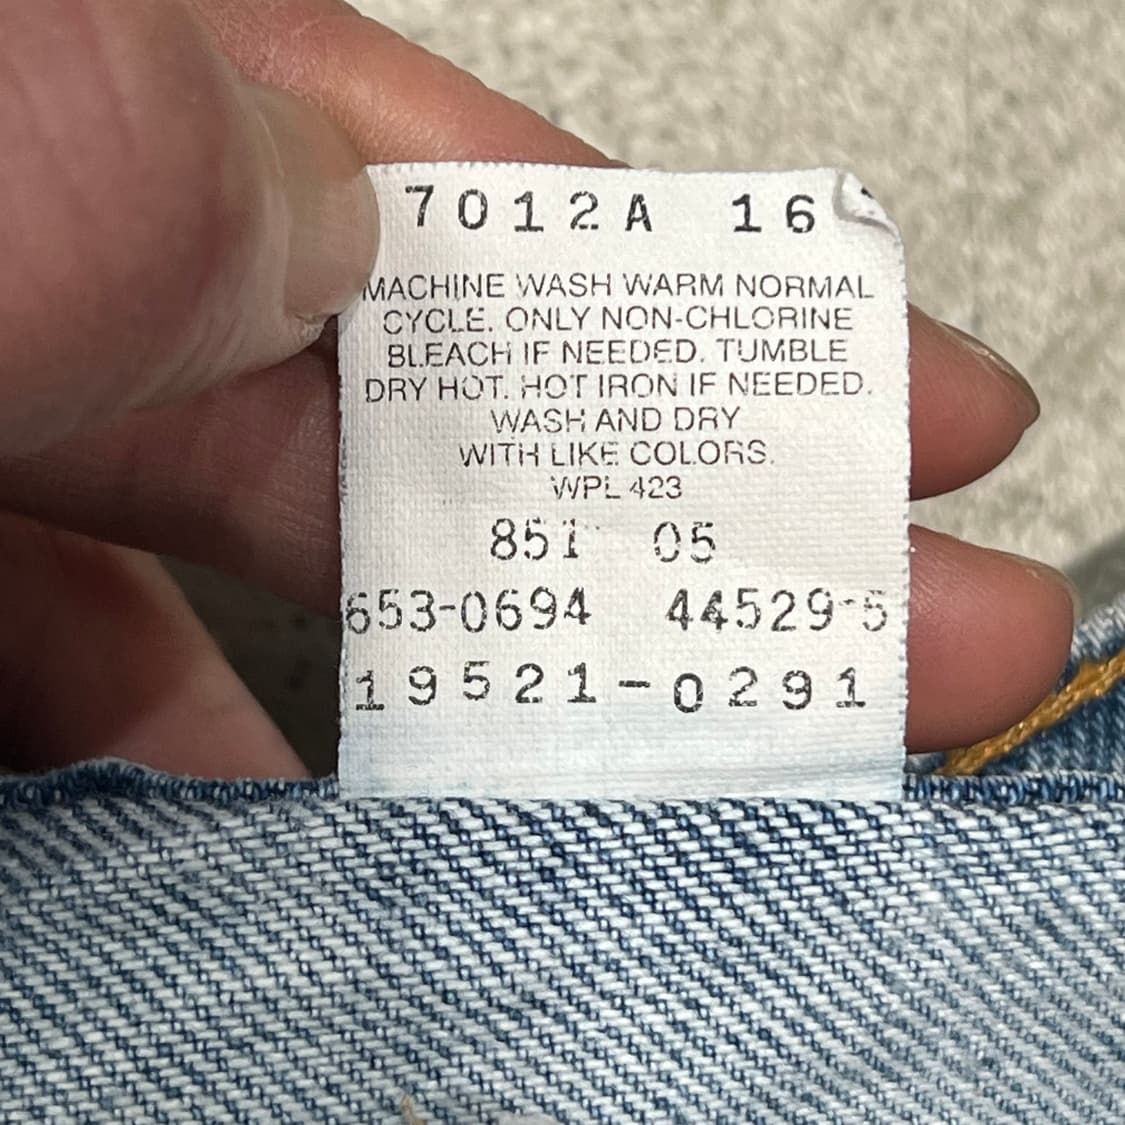 7012A 16
MACHINE WASH WARM NORMAL
CYCLE. ONLY NON-CHLORINE
BLEACH IF NEEDED. TUMBLE
DRY HOT. HOT IRON IF NEEDED.
WASH AND DRY
WITH LIKE COLORS.
WPL 423
851 05
653-0694 44529-5
19521-0291